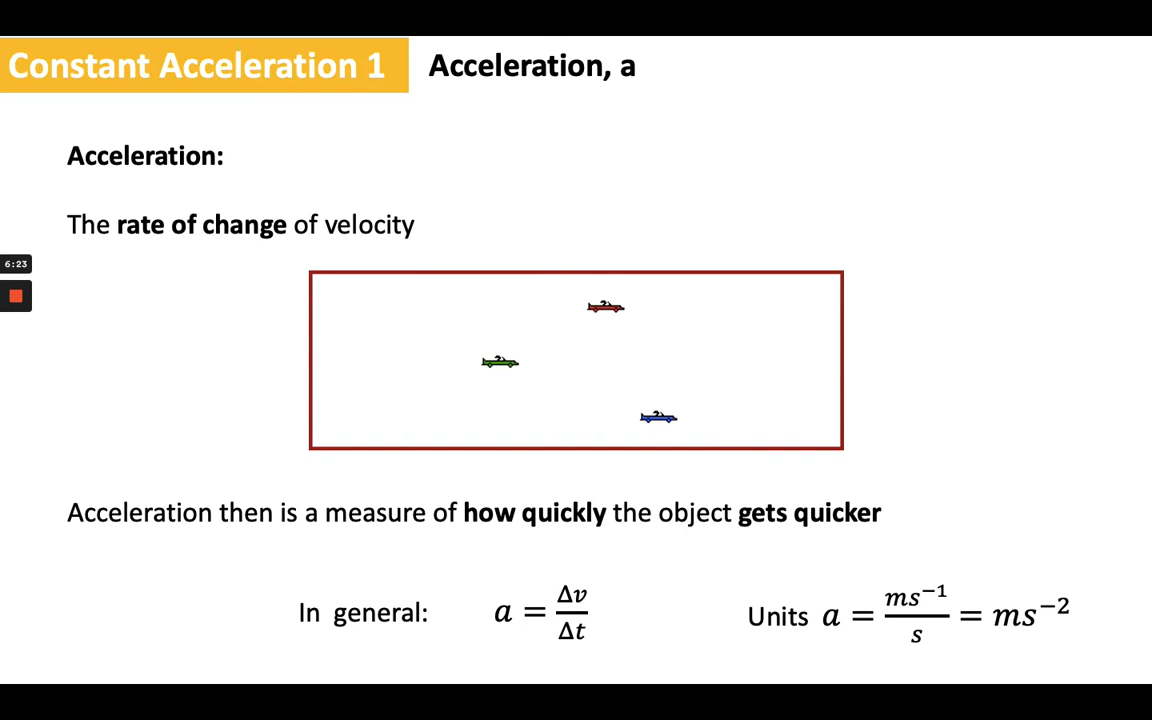 Constant Acceleration 1 Acceleration, a
Acceleration:
The rate of change of velocity
6:23
Acceleration then is a measure of how quickly the object gets quicker
In general: a = Δv/Δt Units a = ms⁻¹/s = ms⁻²